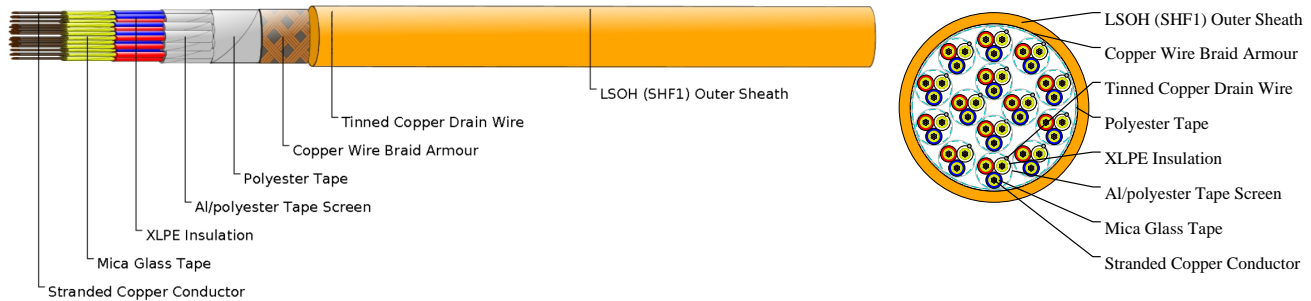 LSOH (SHF1) Outer Sheath
Tinned Copper Drain Wire
Copper Wire Braid Armour
Polyester Tape
Al/polyester Tape Screen
XLPE Insulation
Mica Glass Tape
Stranded Copper Conductor
LSOH (SHF1) Outer Sheath
Copper Wire Braid Armour
Tinned Copper Drain Wire
Polyester Tape
XLPE Insulation
Al/polyester Tape Screen
Mica Glass Tape
Stranded Copper Conductor